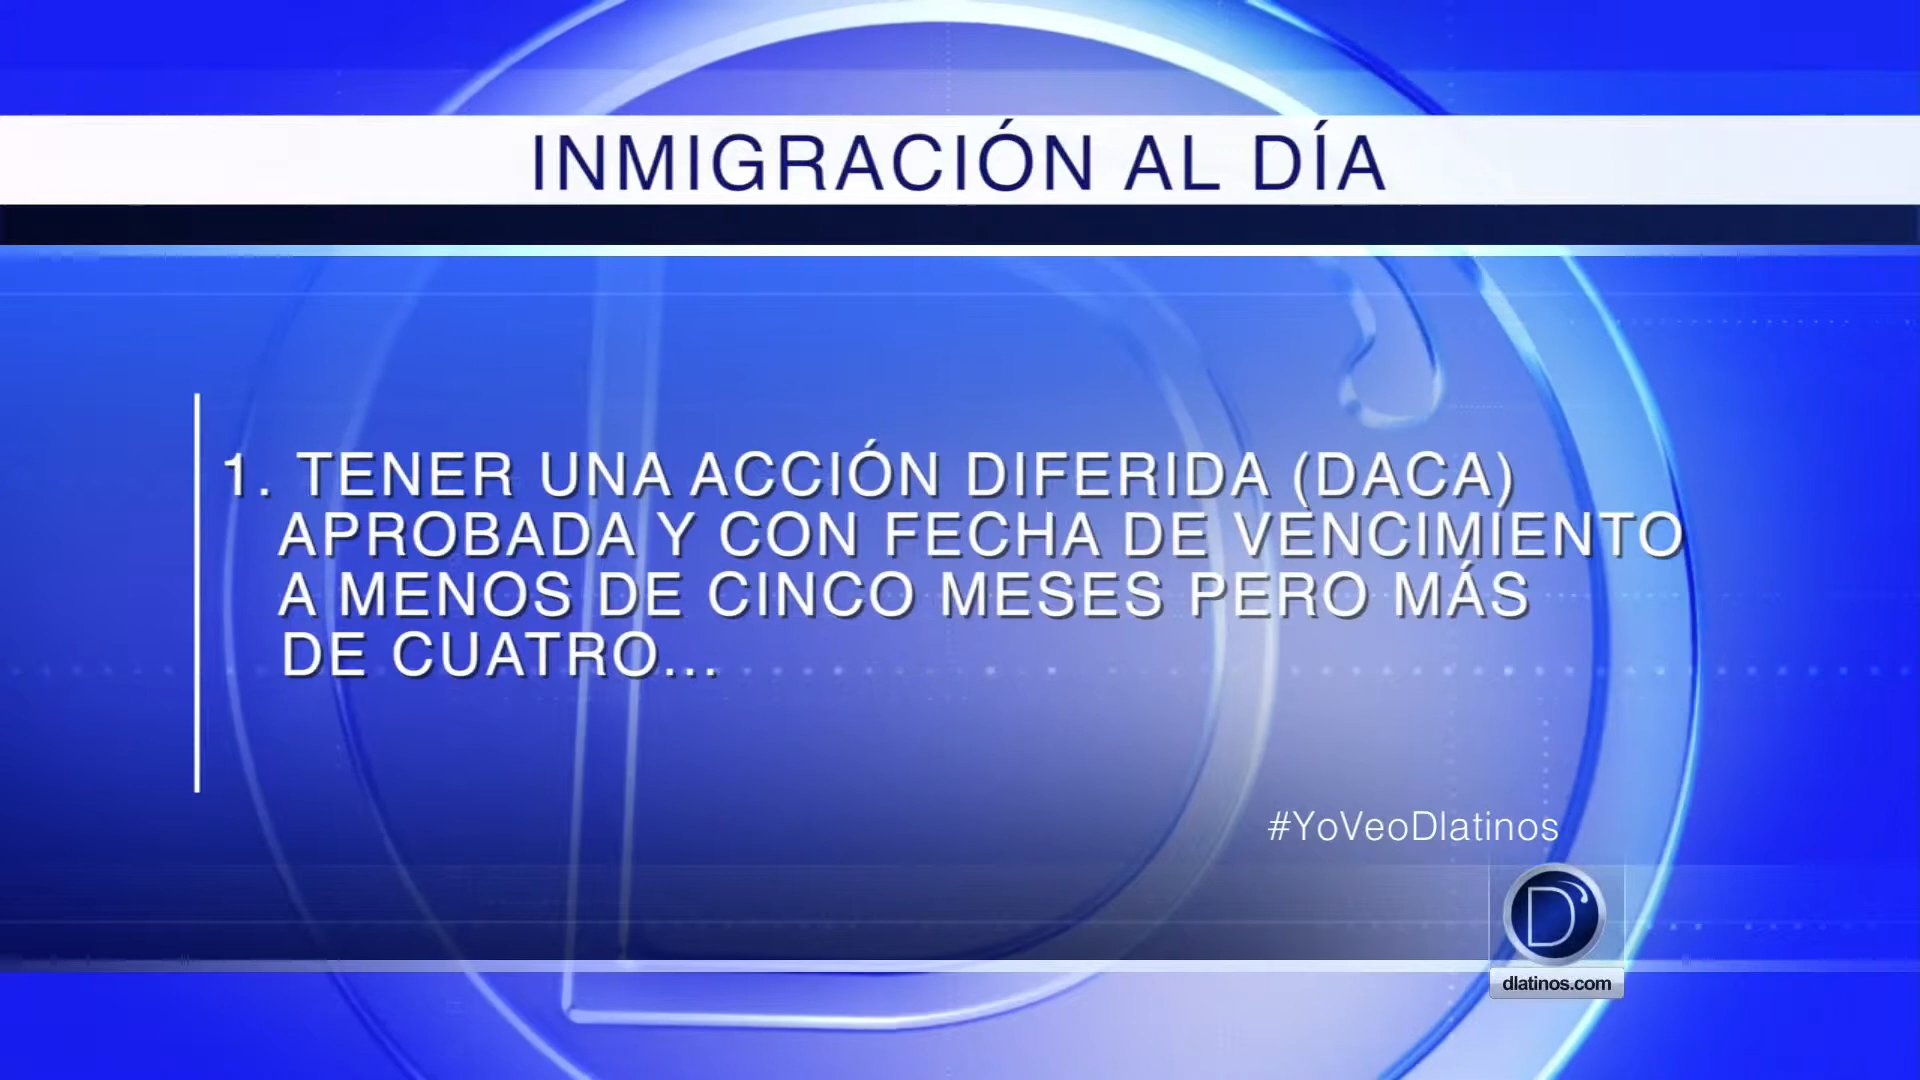 INMIGRACIÓN AL DÍA
1. TENER UNA ACCIÓN DIFERIDA (DACA)
APROBADA Y CON FECHA DE VENCIMIENTO
A MENOS DE CINCO MESES PERO MÁS
DE CUATRO...
#YoVeoDlatinos
D
dlatinos.com